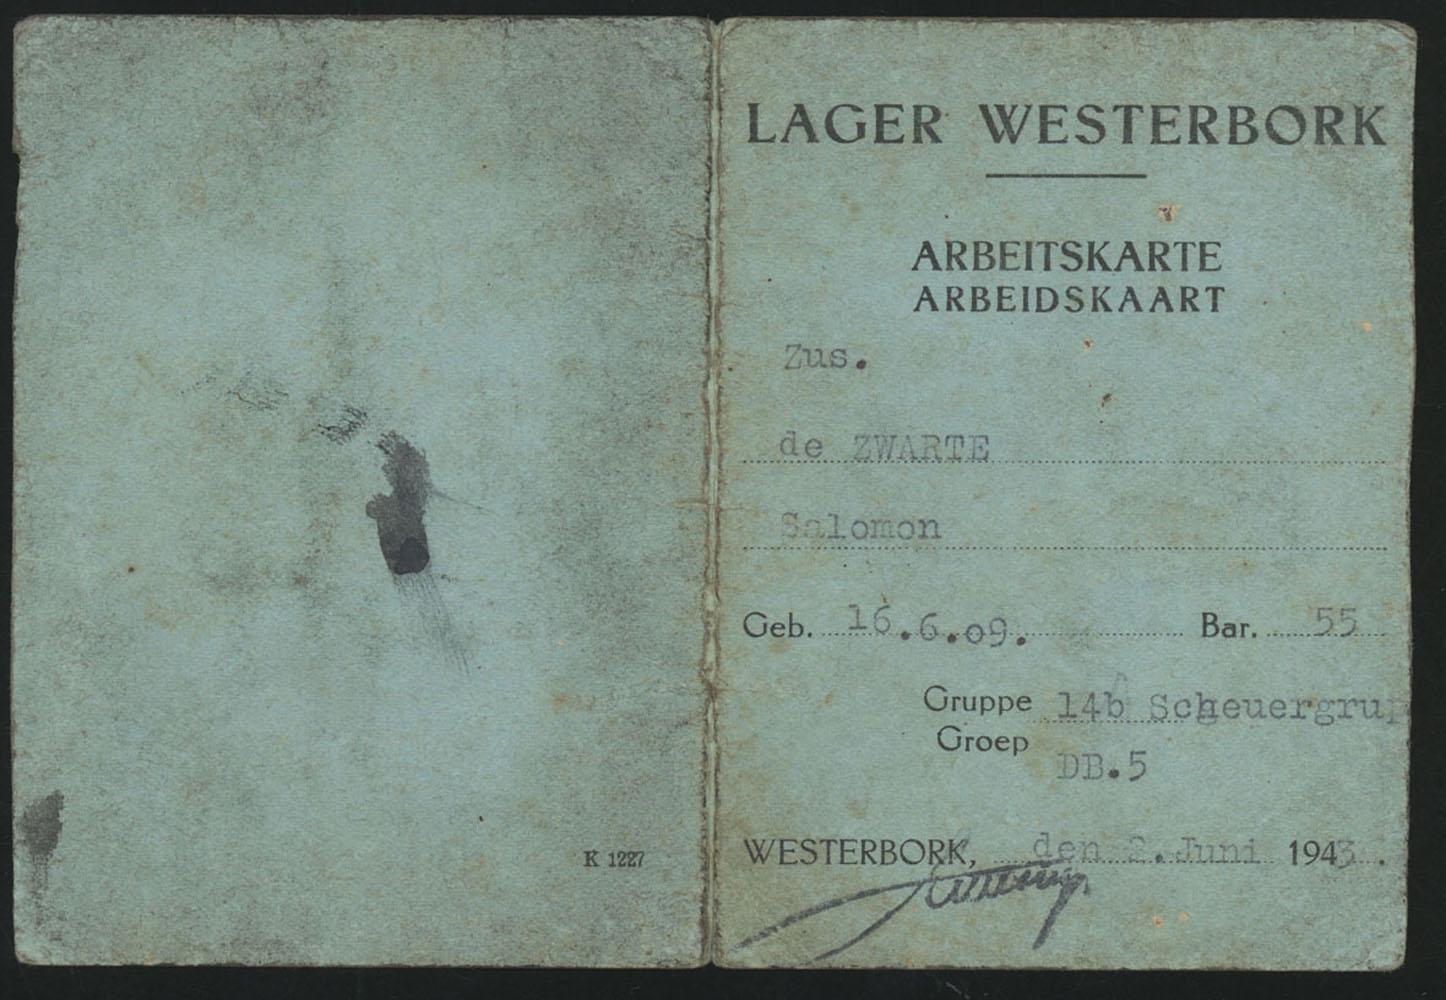 LAGER WESTERBORK
ARBEITSKARTE
ARBEIDSKAART
Zus.
de ZWARTE
Salomon
Geb. 16.6.09. Bar. 55
Gruppe 14b Scheuergrup
Groep
DB.5
K 1227
WESTERBORK, den 2. Juni 1943.